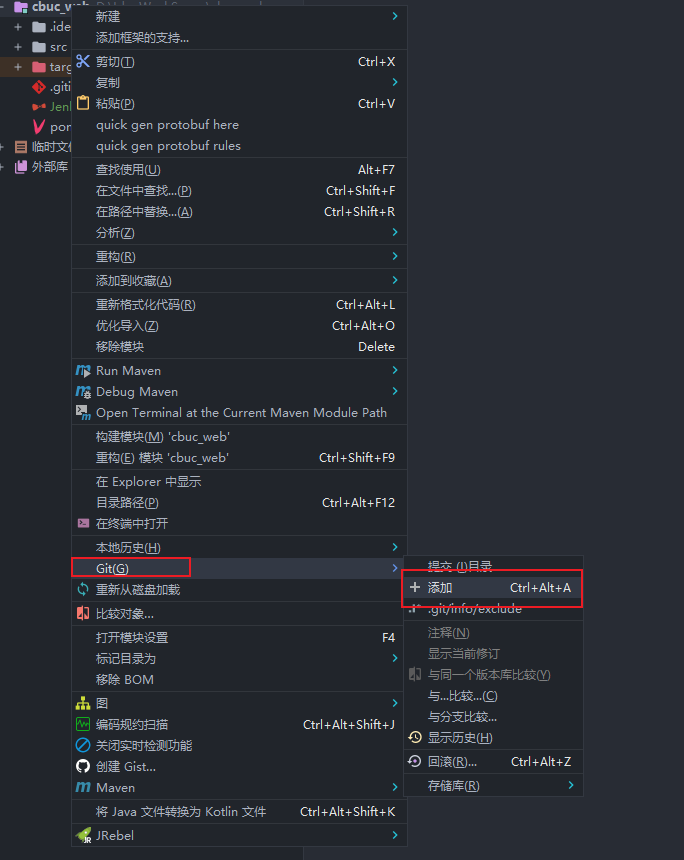 cbuc_web
.ide
src
targ
.giti
Jenk
pon
临时文件
外部库
新建
添加框架的支持...
剪切(T) Ctrl+X
复制
粘贴(P) Ctrl+V
quick gen protobuf here
quick gen protobuf rules
查找使用(U) Alt+F7
在文件中查找...(P) Ctrl+Shift+F
在路径中替换...(A) Ctrl+Shift+R
分析(Z)
重构(R)
添加到收藏(A)
重新格式化代码(R) Ctrl+Alt+L
优化导入(Z) Ctrl+Alt+O
移除模块 Delete
Run Maven
Debug Maven
Open Terminal at the Current Maven Module Path
构建模块(M) 'cbuc_web'
重构(E) 模块 'cbuc_web' Ctrl+Shift+F9
在 Explorer 中显示
目录路径(P) Ctrl+Alt+F12
在终端中打开
本地历史(H)
Git(G)
重新从磁盘加载
比较对象...
打开模块设置 F4
标记目录为
移除 BOM
图
编码规约扫描 Ctrl+Alt+Shift+J
关闭实时检测功能
创建 Gist...
Maven
将 Java 文件转换为 Kotlin 文件 Ctrl+Alt+Shift+K
JRebel
提交 (I)目录
添加 Ctrl+Alt+A
.git/info/exclude
注释(N)
显示当前修订
与同一个版本库比较(Y)
与...比较...(C)
与分支比较...
显示历史(H)
回滚(R)... Ctrl+Alt+Z
存储库(R)